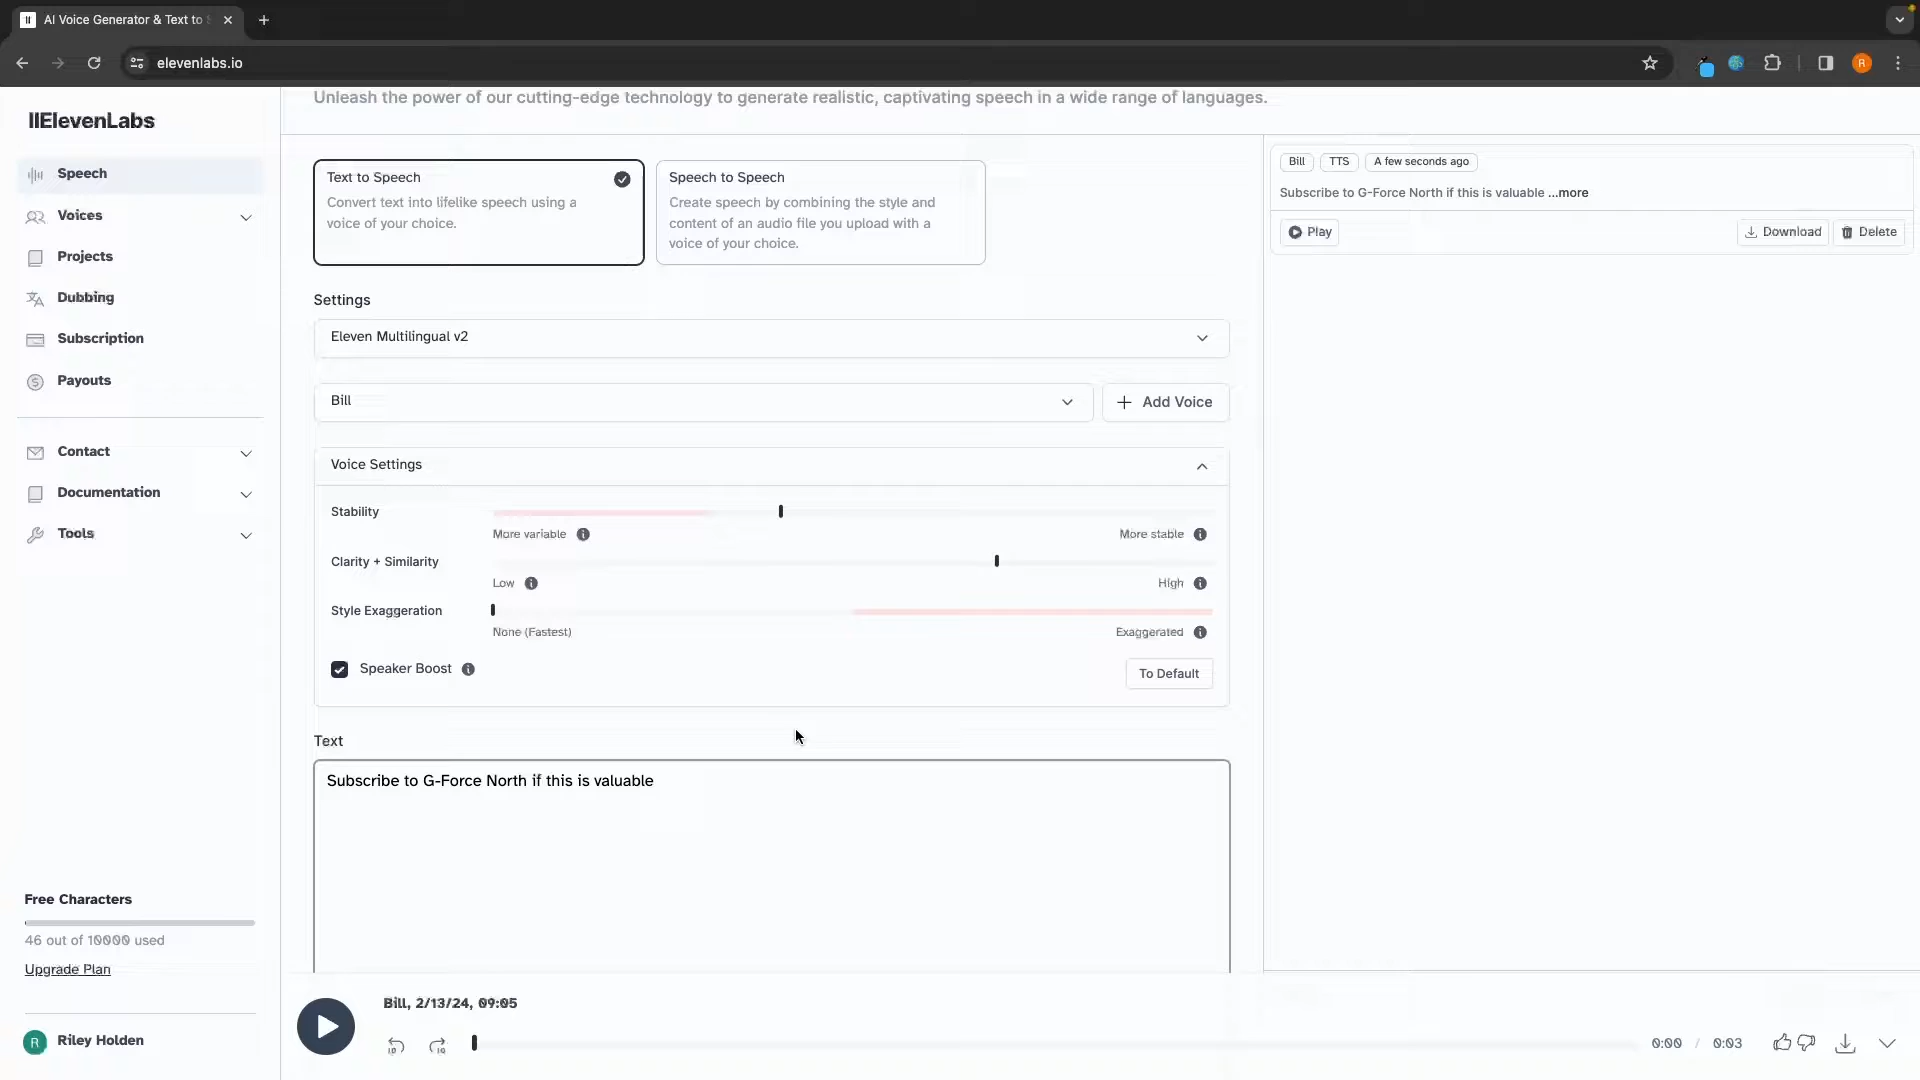 AI Voice Generator & Text to
elevenlabs.io
R
IIElevenLabs
Speech
Voices
Projects
Dubbing
Subscription
Payouts
Contact
Documentation
Tools
Free Characters
46 out of 10000 used
Upgrade Plan
R
Riley Holden
Unleash the power of our cutting-edge technology to generate realistic, captivating speech in a wide range of languages.
Text to Speech
Convert text into lifelike speech using a
voice of your choice.
Speech to Speech
Create speech by combining the style and
content of an audio file you upload with a
voice of your choice.
Settings
Eleven Multilingual v2
Bill
Add Voice
Voice Settings
Stability
More variable
More stable
Clarity + Similarity
Low
High
Style Exaggeration
None (Fastest)
Exaggerated
Speaker Boost
To Default
Text
Subscribe to G-Force North if this is valuable
Bill TTS A few seconds ago
Subscribe to G-Force North if this is valuable ...more
Play
Download
Delete
Bill, 2/13/24, 09:05
10
10
0:00 / 0:03